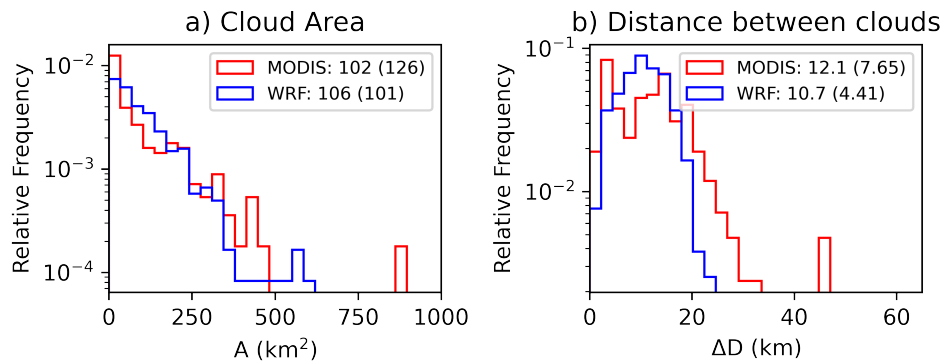 a) Cloud Area
10⁻²
10⁻³
10⁻⁴
Relative Frequency
MODIS: 102 (126)
WRF: 106 (101)
0 250 500 750 1000
A (km²)
b) Distance between clouds
10⁻¹
10⁻²
Relative Frequency
MODIS: 12.1 (7.65)
WRF: 10.7 (4.41)
0 20 40 60
ΔD (km)